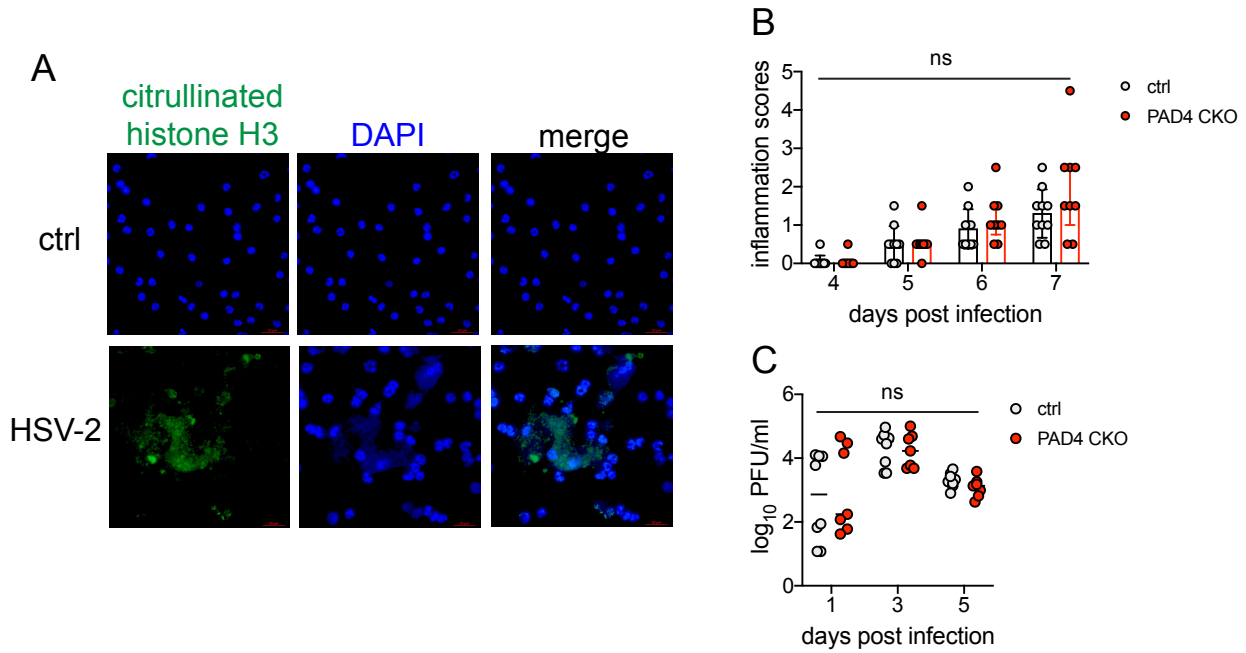 A
citrullinated
histone H3
DAPI
merge
ctrl
HSV-2
B
ns
inflammation scores
5
4
3
2
1
0
4
5
6
7
days post infection
ctrl
PAD4 CKO
C
ns
log₁₀ PFU/ml
6
4
2
0
1
3
5
days post infection
ctrl
PAD4 CKO